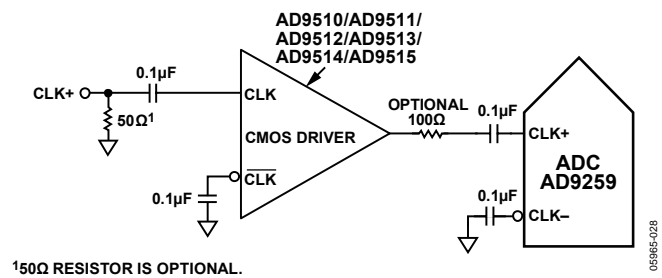 AD9510/AD9511/
AD9512/AD9513/
AD9514/AD9515
0.1µF
CLK+
50Ω1
CLK
CMOS DRIVER
CLK
0.1µF
OPTIONAL
100Ω
0.1µF
CLK+
ADC
AD9259
0.1µF
CLK–
150Ω RESISTOR IS OPTIONAL.
05965-028